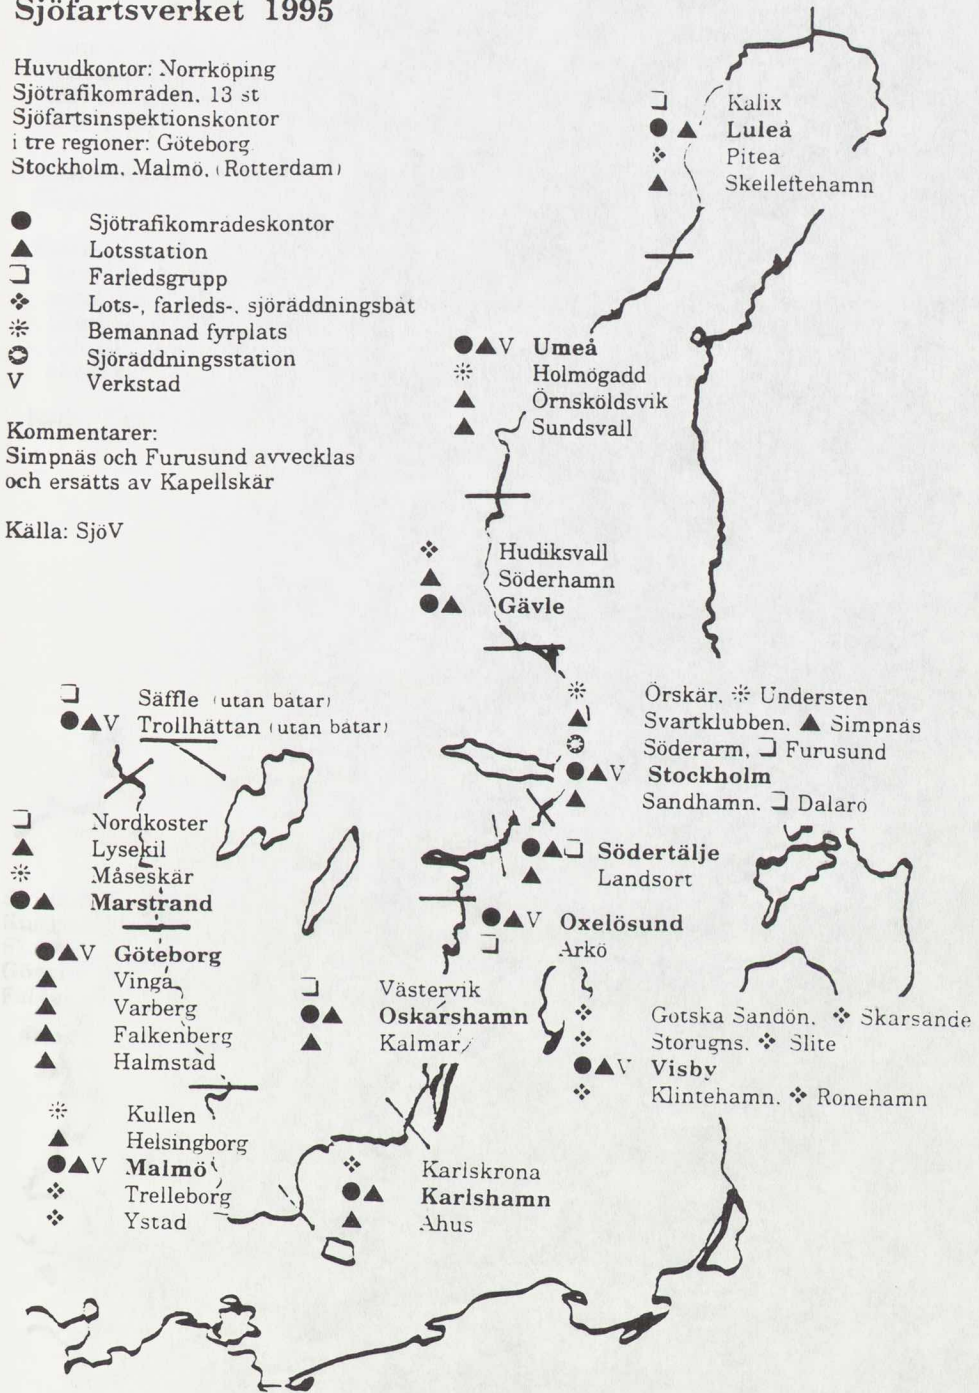 Sjöfartsverket 1995
Huvudkontor: Norrköping
Sjötrafikområden, 13 st
Sjöfartsinspektionskontor
i tre regioner: Göteborg
Stockholm, Malmö, (Rotterdam)
● Sjötrafikområdeskontor
▲ Lotsstation
❏ Farledsgrupp
❖ Lots-, farleds-, sjöräddningsbåt
☼ Bemannad fyrplats
✪ Sjöräddningsstation
V Verkstad
Kommentarer:
Simpnäs och Furusund avvecklas
och ersätts av Kapellskär
Källa: SjöV
❏ Kalix
●▲ Luleå
❖ Piteå
▲ Skelleftehamn
●▲V Umeå
☼ Holmögadd
▲ Örnsköldsvik
▲ Sundsvall
❖ Hudiksvall
▲ Söderhamn
●▲ Gävle
❏ Säffle (utan båtar)
●▲V Trollhättan (utan båtar)
☼ Örskär, ☼ Understen
▲ Svartklubben, ▲ Simpnäs
✪ Söderarm, ❏ Furusund
●▲V Stockholm
▲ Sandhamn, ❏ Dalarö
❏ Nordkoster
▲ Lysekil
☼ Måseskär
●▲ Marstrand
●▲❏ Södertälje
▲ Landsort
●▲V Oxelösund
❏ Arkö
●▲V Göteborg
▲ Vinga
▲ Varberg
▲ Falkenberg
▲ Halmstad
❏ Västervik
●▲ Oskarshamn
▲ Kalmar
❖ Gotska Sandön, ❖ Skarsände
❖ Storugns, ❖ Slite
●▲V Visby
❖ Klintehamn, ❖ Ronehamn
☼ Kullen
▲ Helsingborg
●▲V Malmö
❖ Trelleborg
❖ Ystad
❖ Karlskrona
●▲ Karlshamn
▲ Åhus